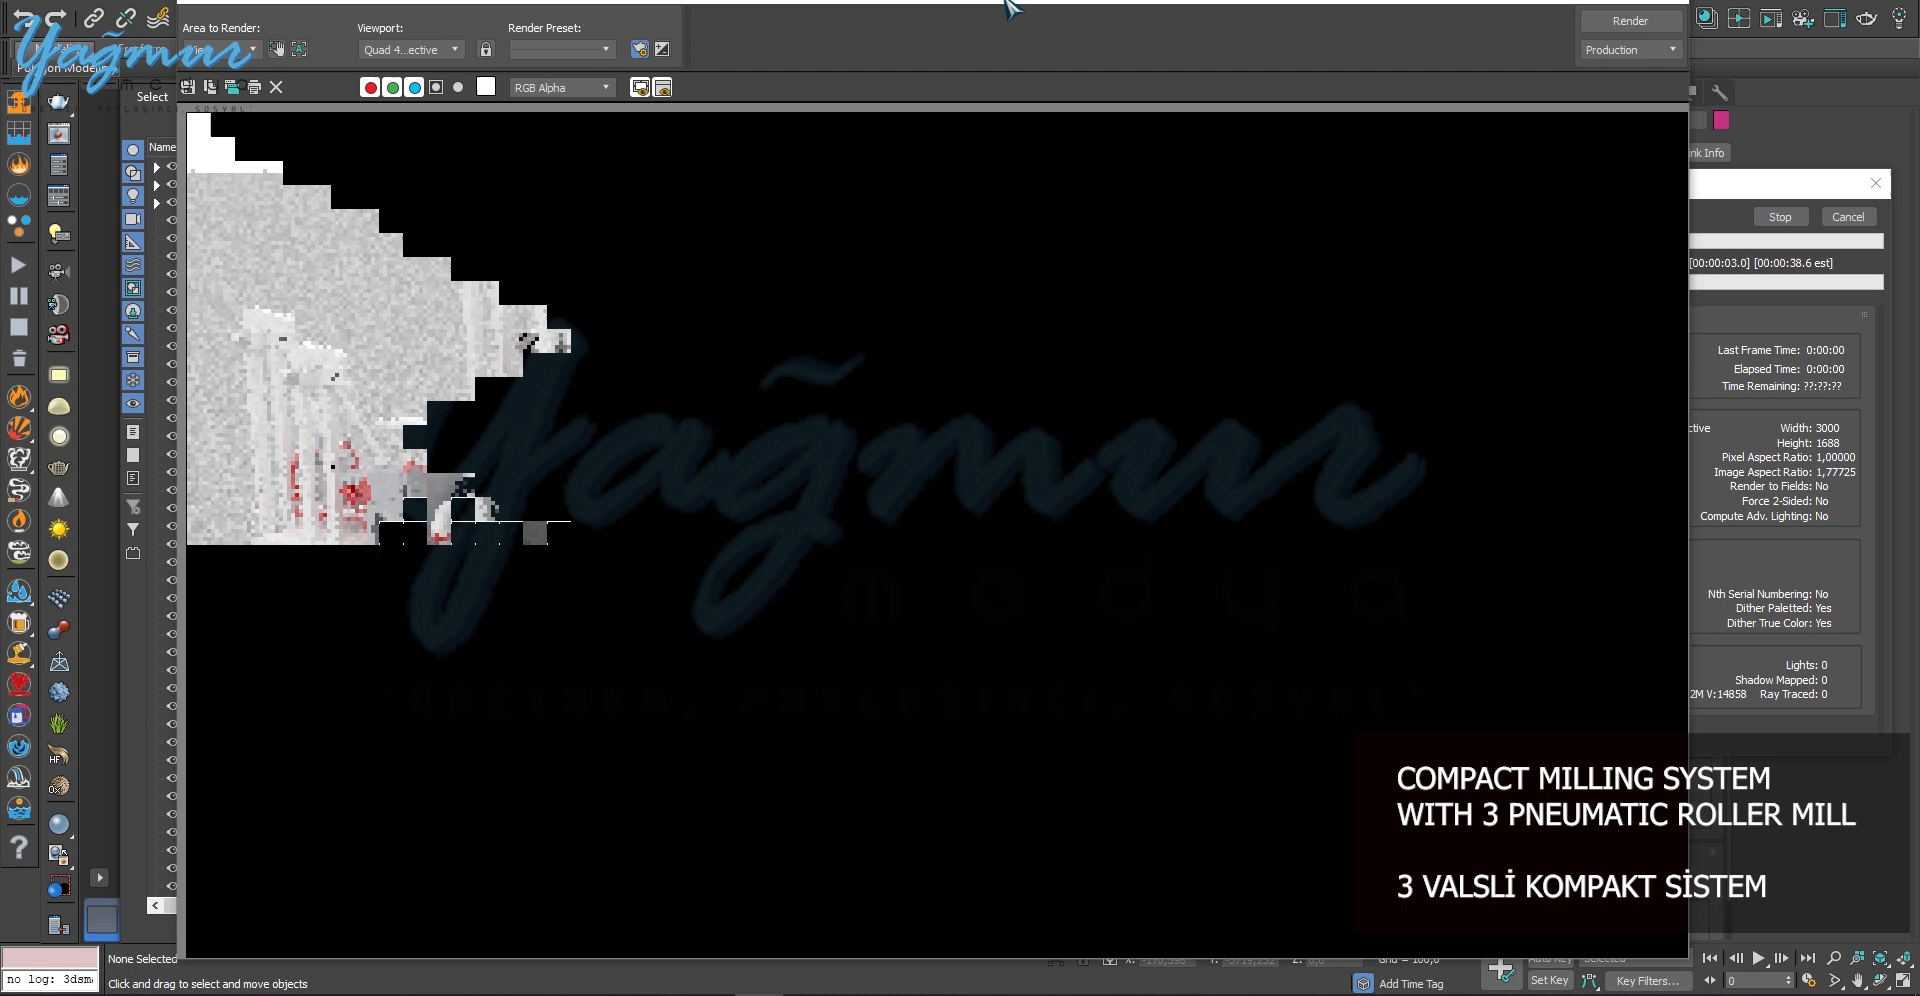 Area to Render:
Viewport:
Render Preset:
Render
Quad 4...ective
Production
Yağmur
RGB Alpha
Select
Name
Stop
Cancel
[00:00:03.0] [00:00:38.6 est]
Last Frame Time: 0:00:00
Elapsed Time: 0:00:00
Time Remaining: ??:??:??
Width: 3000
Height: 1688
Pixel Aspect Ratio: 1,00000
Image Aspect Ratio: 1,77725
Render to Fields: No
Force 2-Sided: No
Compute Adv. Lighting: No
Yağmur
medya
Nth Serial Numbering: No
Dither Paletted: Yes
Dither True Color: Yes
Lights: 0
Shadow Mapped: 0
2M V:14858 Ray Traced: 0
COMPACT MILLING SYSTEM
WITH 3 PNEUMATIC ROLLER MILL
3 VALSLİ KOMPAKT SİSTEM
None Selected
no log: 3dsm
Click and drag to select and move objects
Add Time Tag
Set Key
Key Filters...
0